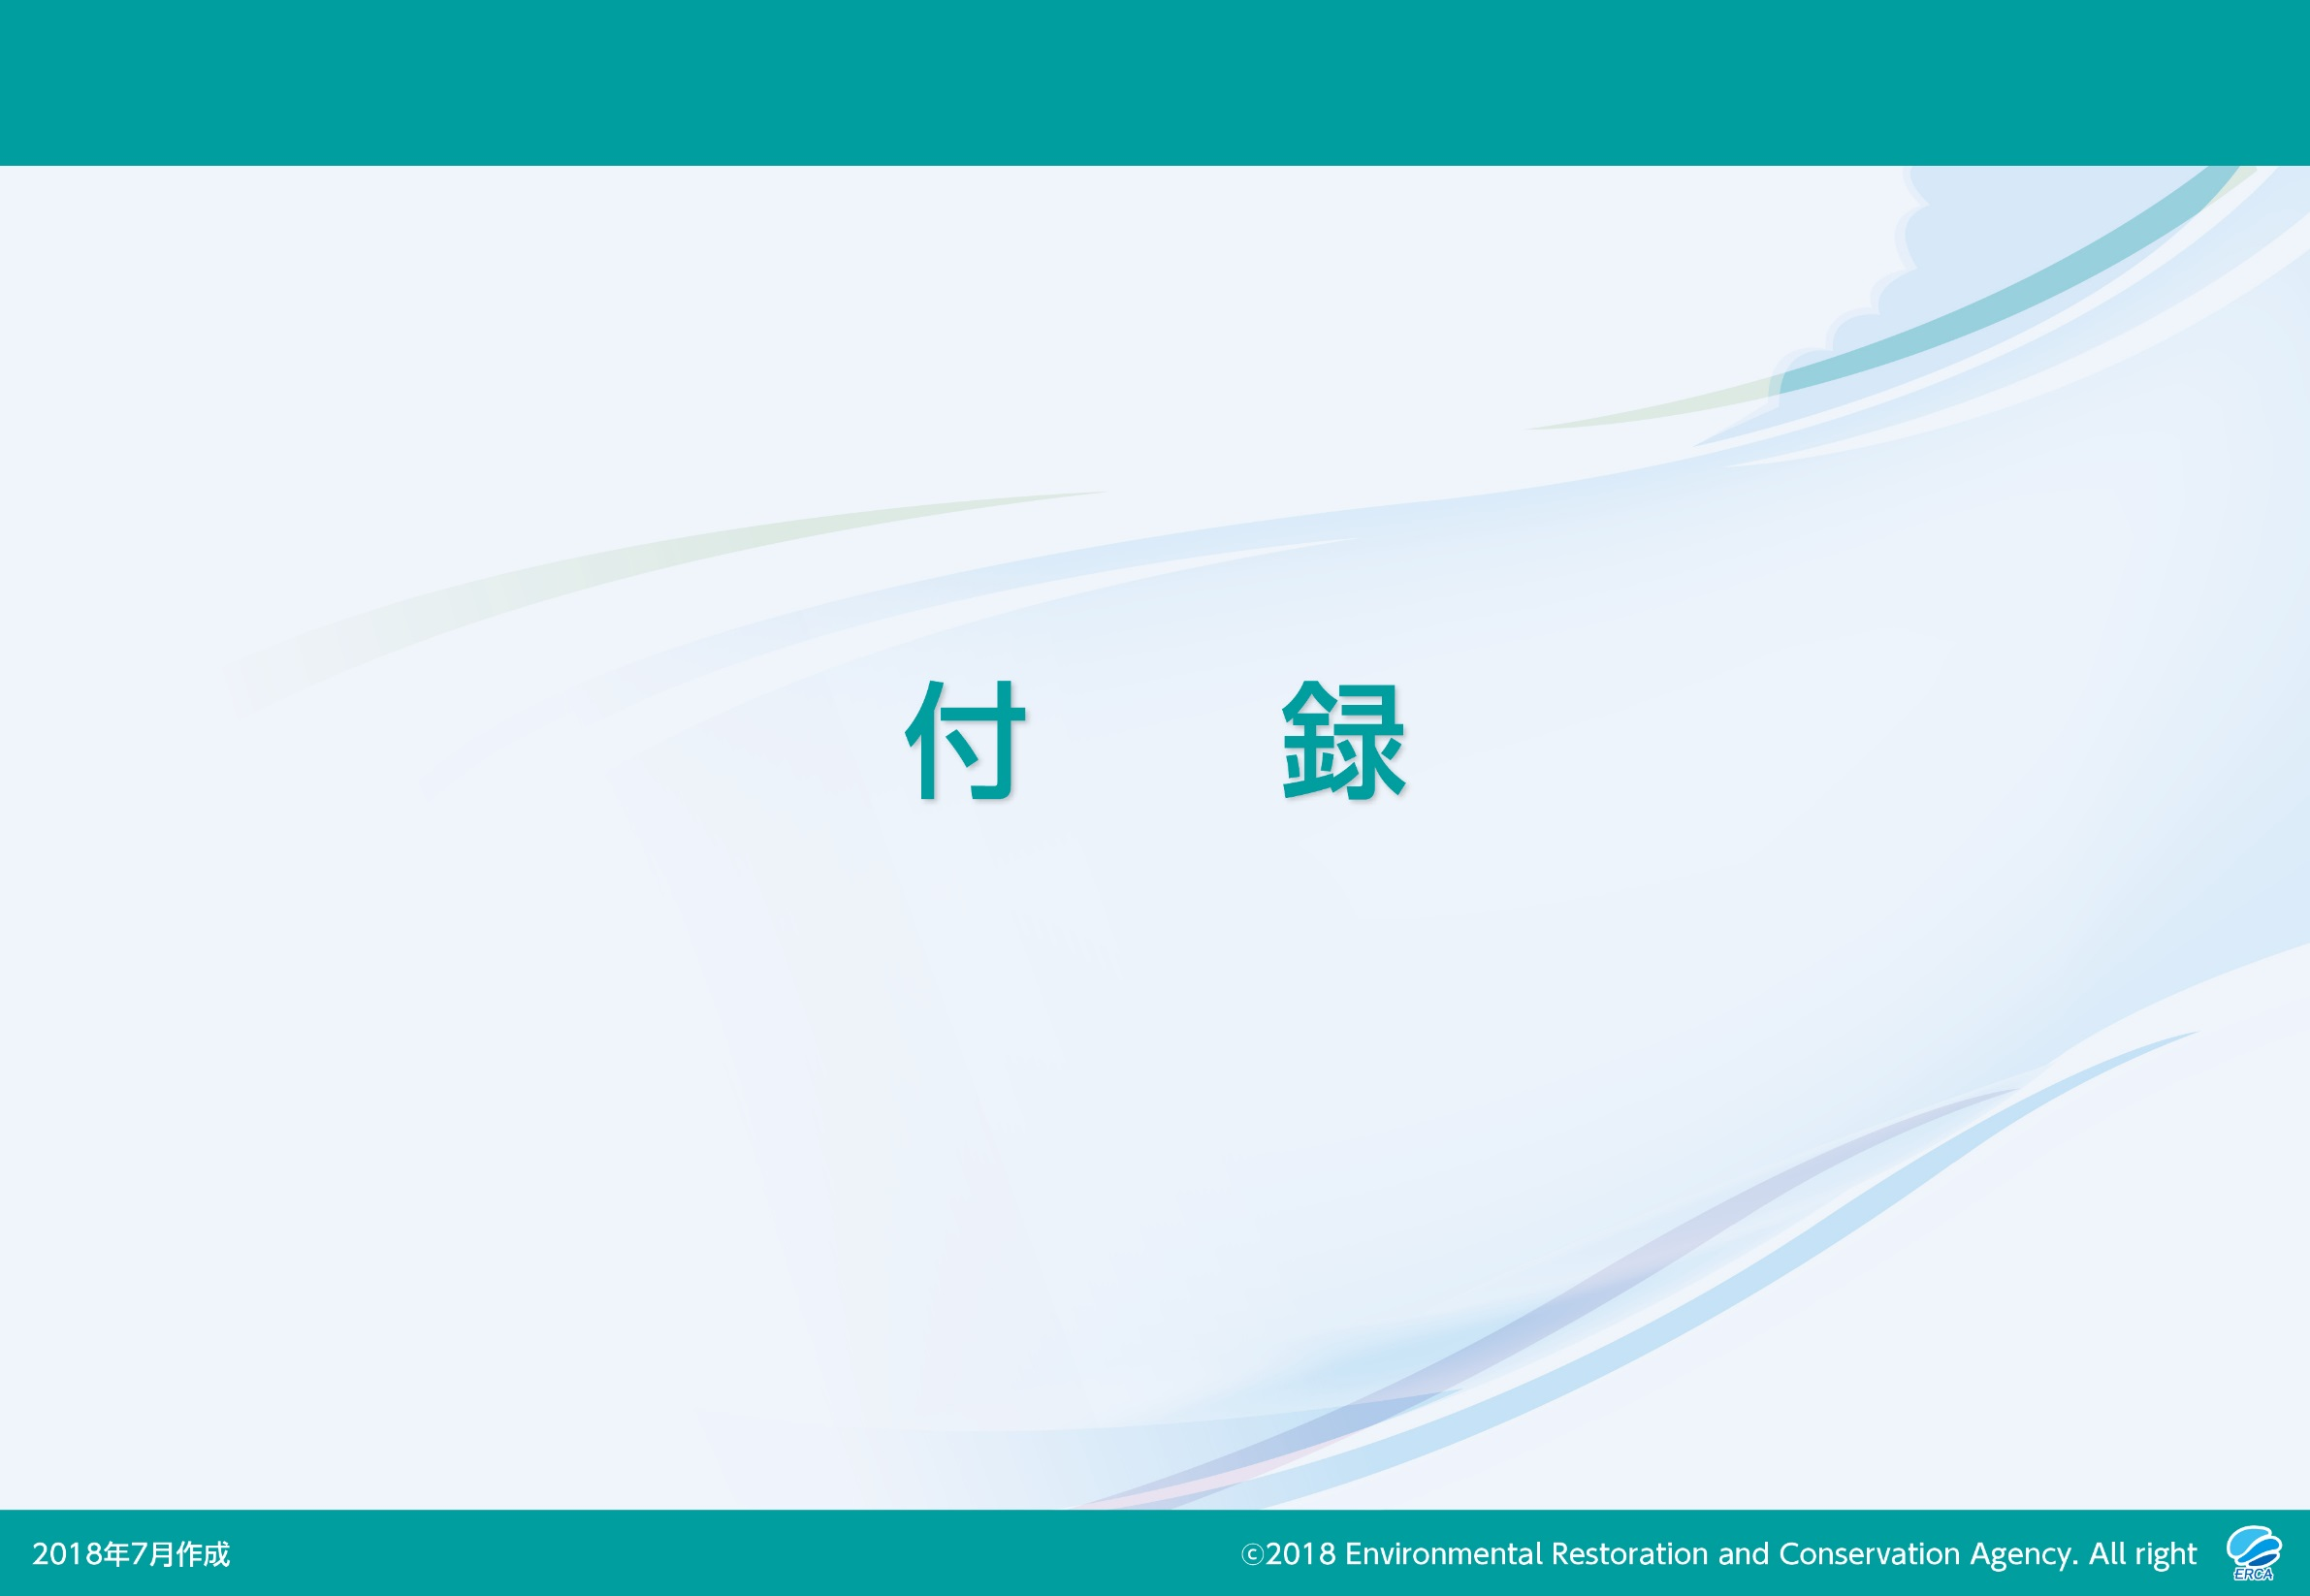 付　録
2018年7月作成
©2018 Environmental Restoration and Conservation Agency. All right
ERCA